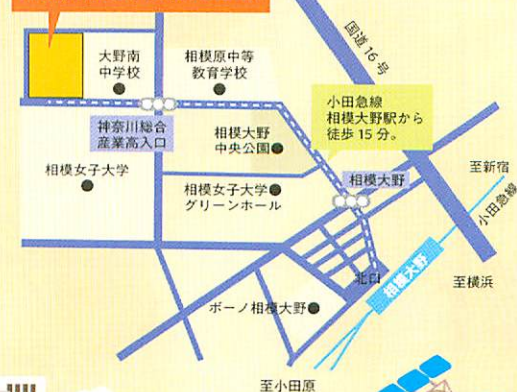 国道16号
大野南
中学校
相模原中等
教育学校
神奈川総合
産業高入口
相模大野
中央公園
小田急線
相模大野駅から
徒歩15分。
相模女子大学
相模女子大学
グリーンホール
相模大野
至新宿
小田急線
北口
相模大野
至横浜
ボーノ相模大野
至小田原